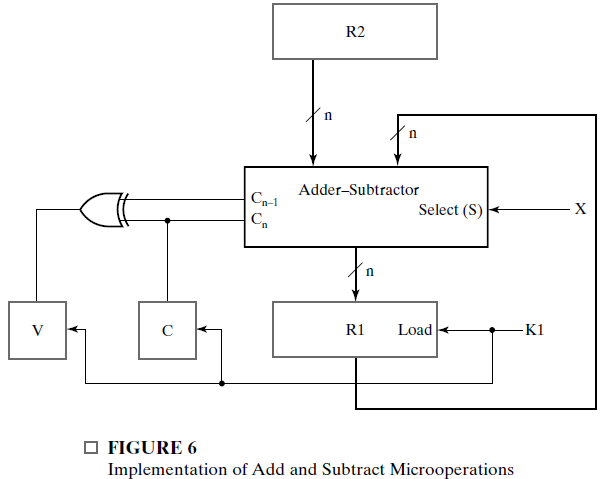 R2
n
n
Adder–Subtractor
Cn–1
Select (S)
X
Cn
n
V
C
R1
Load
K1
FIGURE 6
Implementation of Add and Subtract Microoperations